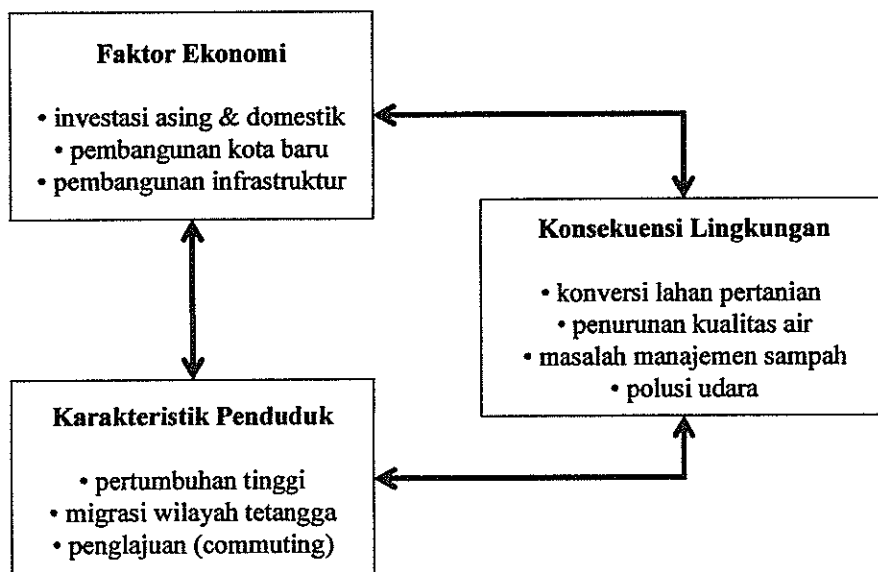 Faktor Ekonomi
• investasi asing & domestik
• pembangunan kota baru
• pembangunan infrastruktur
Konsekuensi Lingkungan
• konversi lahan pertanian
• penurunan kualitas air
• masalah manajemen sampah
• polusi udara
Karakteristik Penduduk
• pertumbuhan tinggi
• migrasi wilayah tetangga
• penglajuan (commuting)